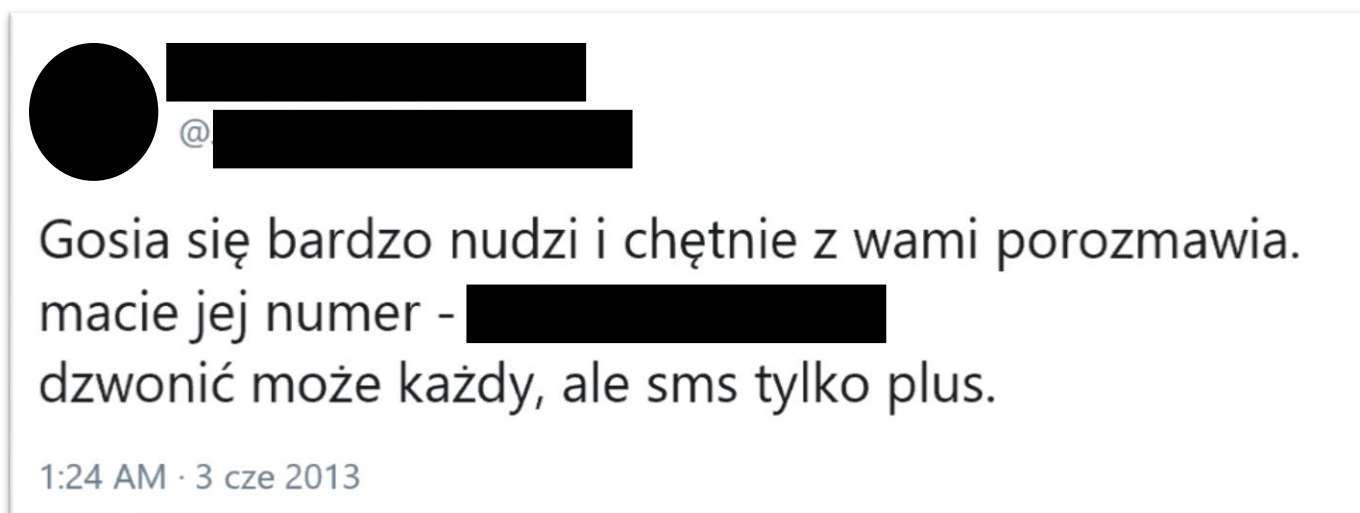 @
Gosia się bardzo nudzi i chętnie z wami porozmawia.
macie jej numer -
dzwonić może każdy, ale sms tylko plus.
1:24 AM · 3 cze 2013